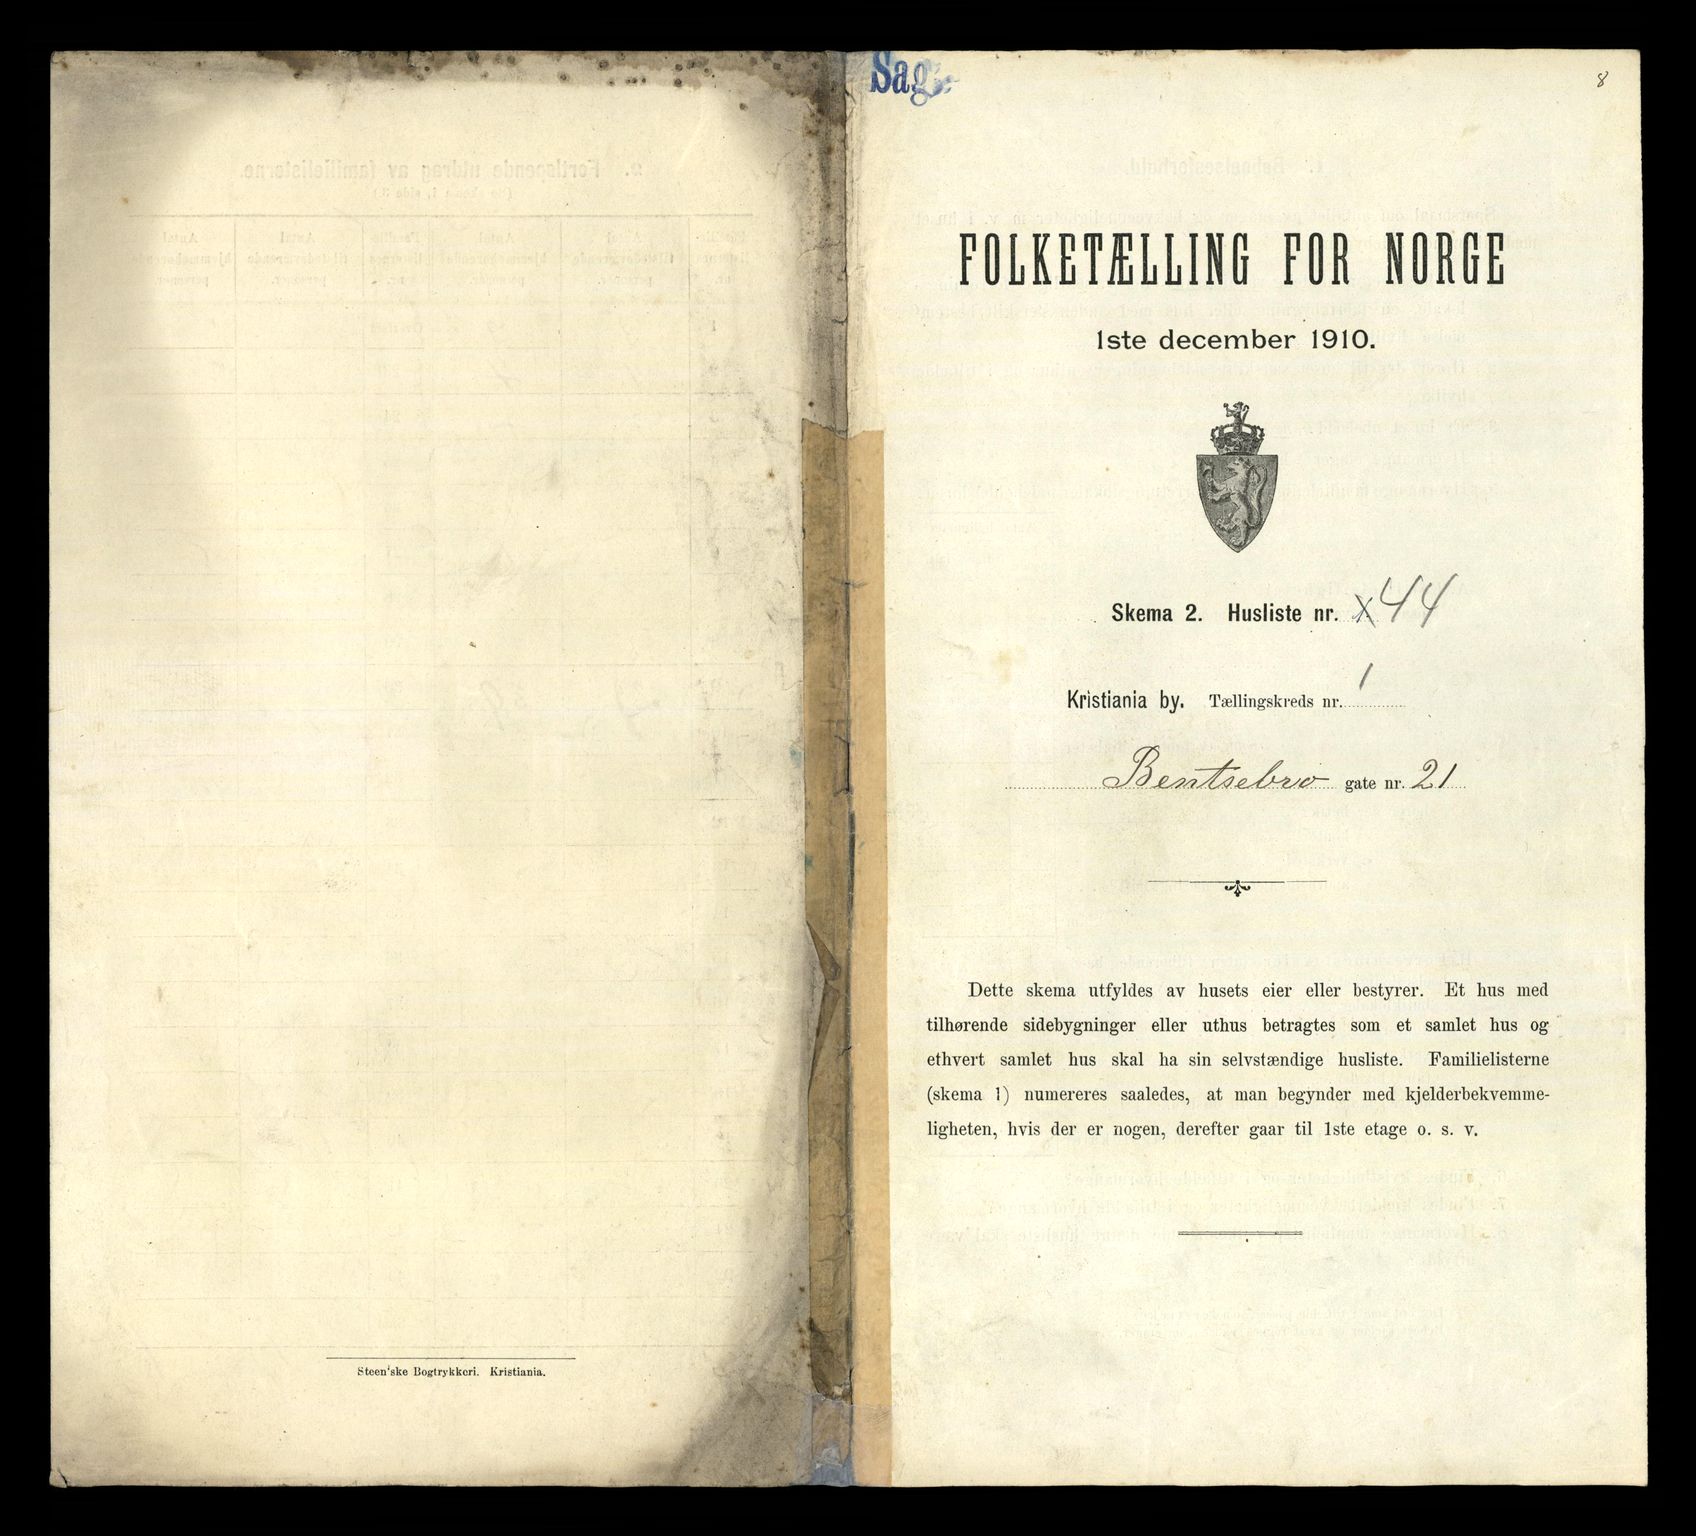 Steen'ske Bogtrykkeri. Kristiania.
Sag
8
FOLKETÆLLING FOR NORGE
1ste december 1910.
Skema 2. Husliste nr. 44
Kristiania by. Tællingskreds nr. 1
Bentsebro gate nr. 21
Dette skema utfyldes av husets eier eller bestyrer. Et hus med
tilhørende sidebygninger eller uthus betragtes som et samlet hus og
ethvert samlet hus skal ha sin selvstændige husliste. Familielisterne
(skema 1) numereres saaledes, at man begynder med kjelderbekvemme-
ligheten, hvis der er nogen, derefter gaar til 1ste etage o. s. v.